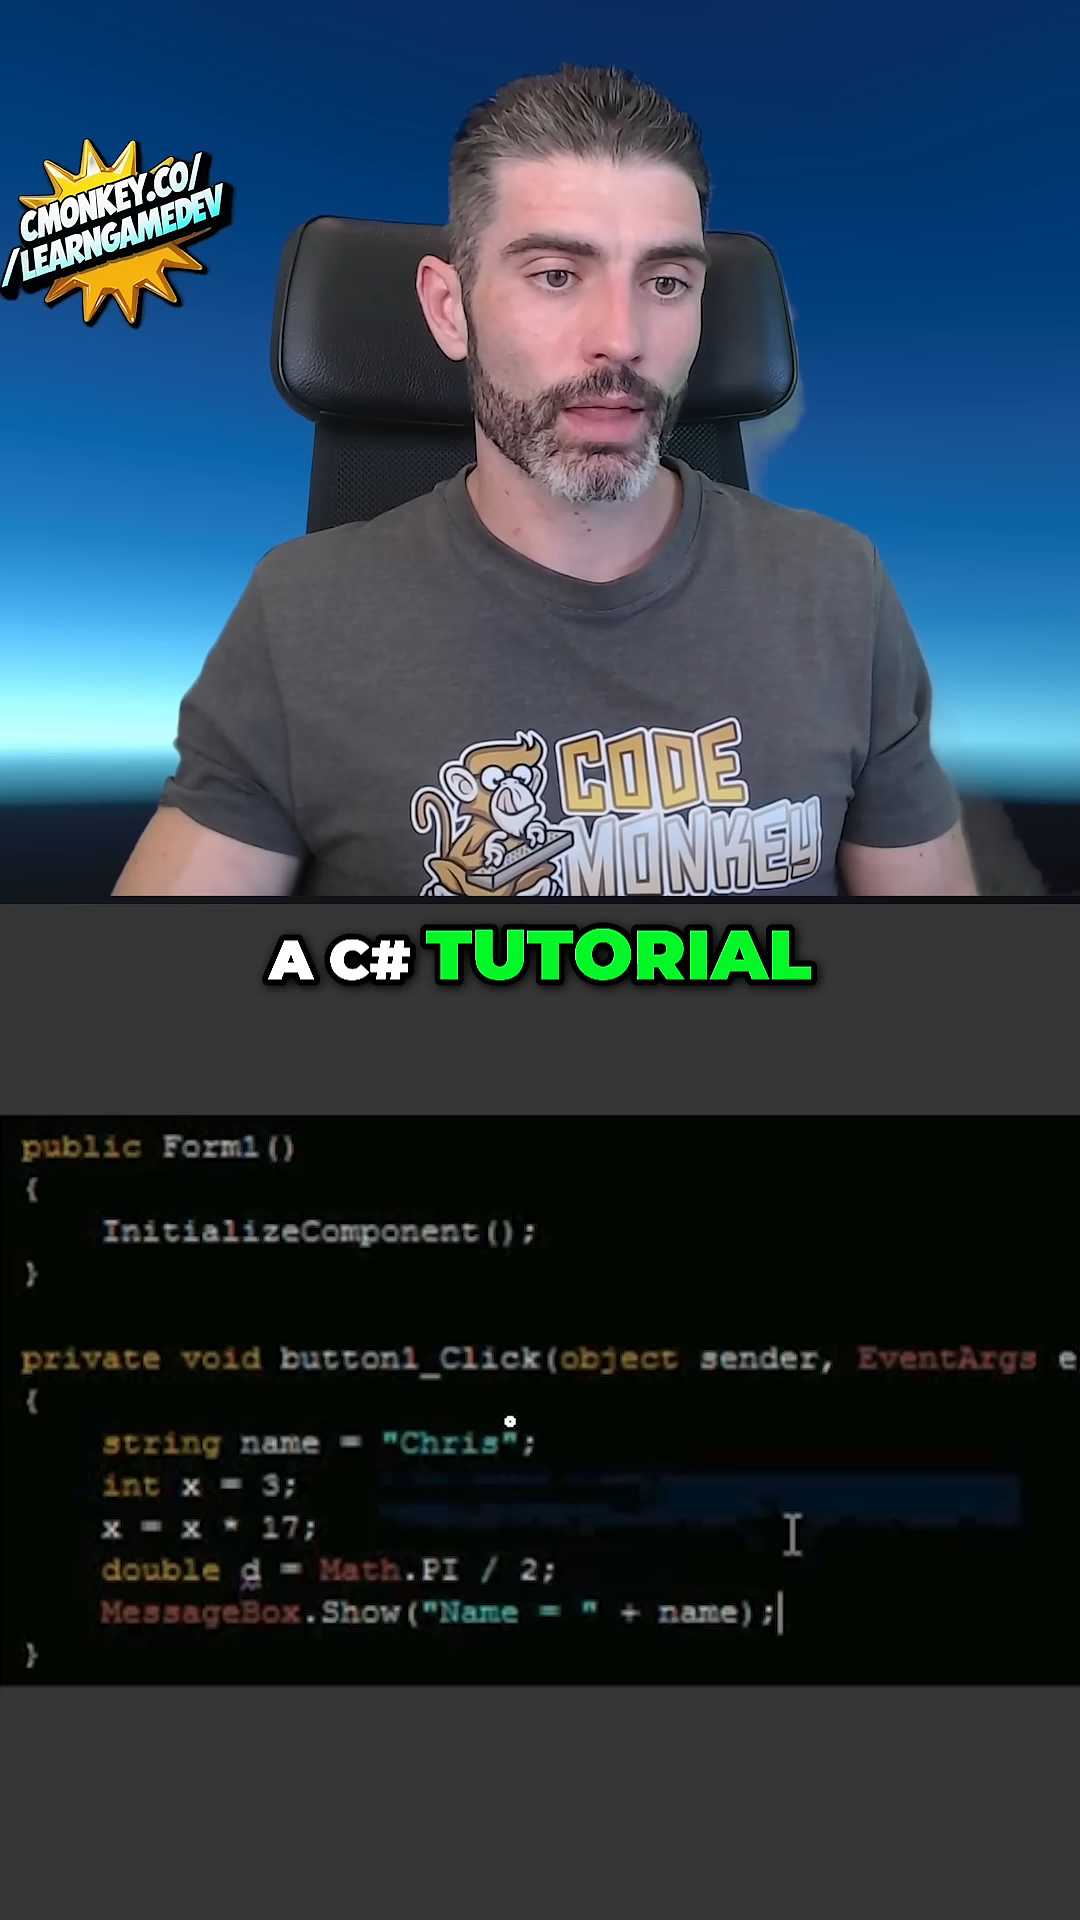 CMONKEY.CO/
/LEARNGAMEDEV
CODE
MONKEY
A C# TUTORIAL
public Form1()
{
InitializeComponent();
}
private void button1_Click(object sender, EventArgs e
{
string name = "Chris";
int x = 3;
x = x * 17;
double d = Math.PI / 2;
MessageBox.Show("Name = " + name);
}